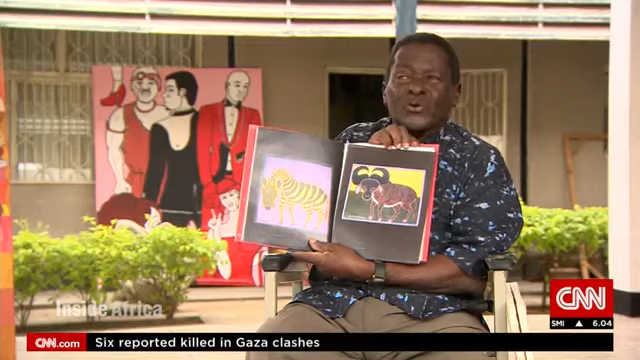 Inside Africa
CNN
SMI ▲ 6.04
CNN.com
Six reported killed in Gaza clashes